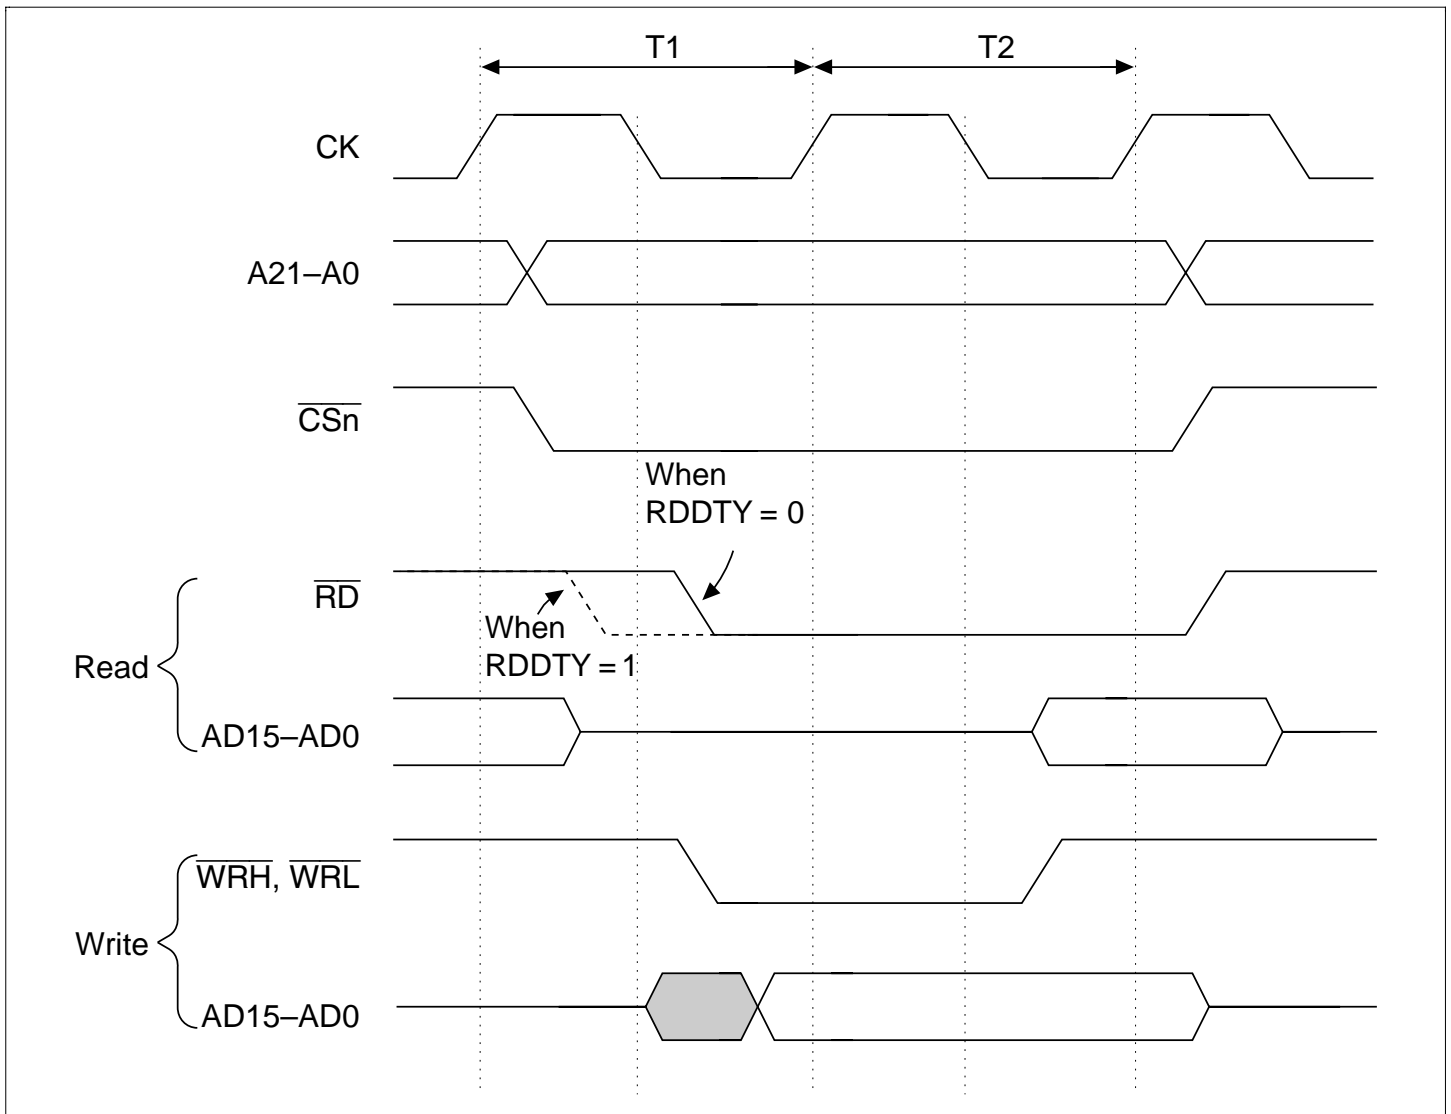 T1
T2
CK
A21–A0
CSn
When
RDDTY = 0
RD
When
RDDTY = 1
Read
AD15–AD0
WRH, WRL
Write
AD15–AD0